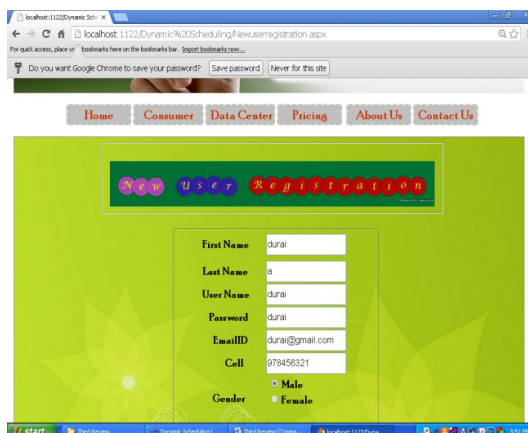 localhost:1122/Dynamic Sch
localhost:1122/Dynamic%20Scheduling/Newuserregistration.aspx
For quick access, place your bookmarks here on the bookmarks bar. Import bookmarks now...
Do you want Google Chrome to save your password? Save password Never for this site
Home Consumer Data Center Pricing About Us Contact Us
New User Registration
First Name durai
Last Name a
User Name durai
Password durai
EmailID durai@gmail.com
Cell 978456321
Gender Male
Female
start Third Review Dynamic Scheduling ( Third Review [Compa localhost:1122/Dyna